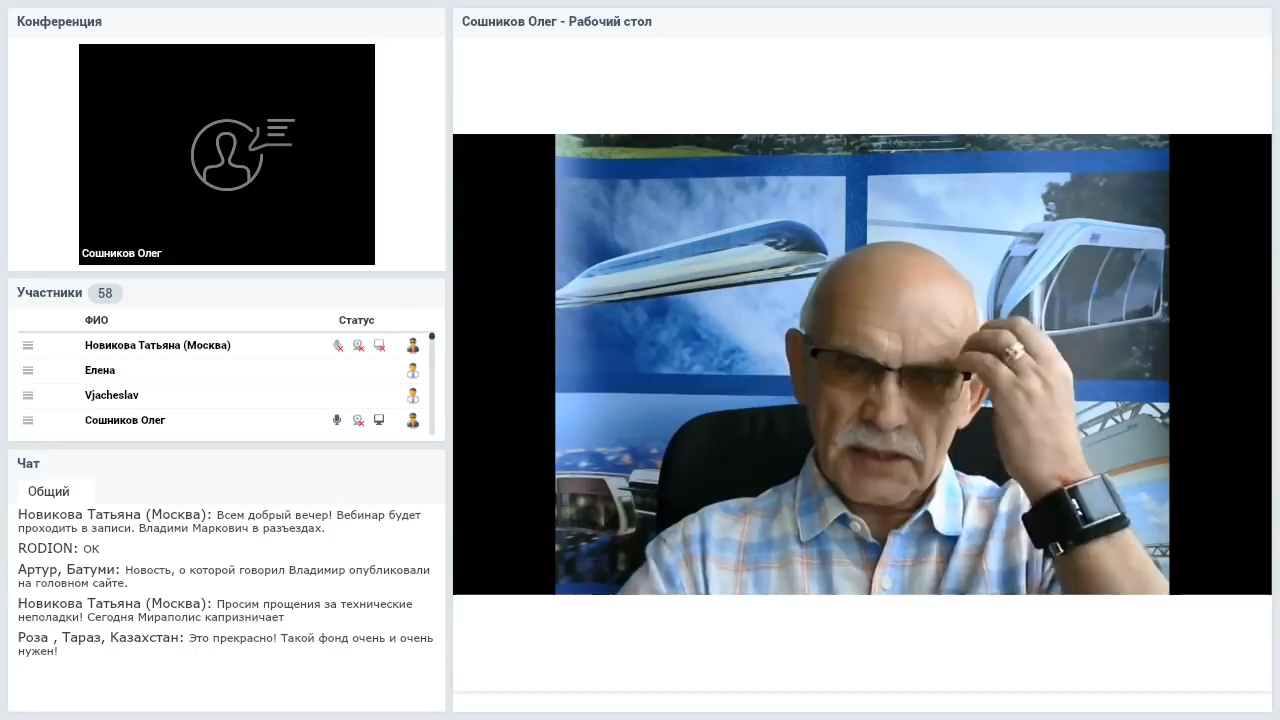 Конференция
Сошников Олег
Участники 58
ФИО Статус
Новикова Татьяна (Москва)
Елена
Vjacheslav
Сошников Олег
Чат
Общий
Новикова Татьяна (Москва): Всем добрый вечер! Вебинар будет
проходить в записи. Владими Маркович в разъездах.
RODION: ОК
Артур, Батуми: Новость, о которой говорил Владимир опубликовали
на головном сайте.
Новикова Татьяна (Москва): Просим прощения за технические
неполадки! Сегодня Мираполис капризничает
Роза , Тараз, Казахстан: Это прекрасно! Такой фонд очень и очень
нужен!
Сошников Олег - Рабочий стол